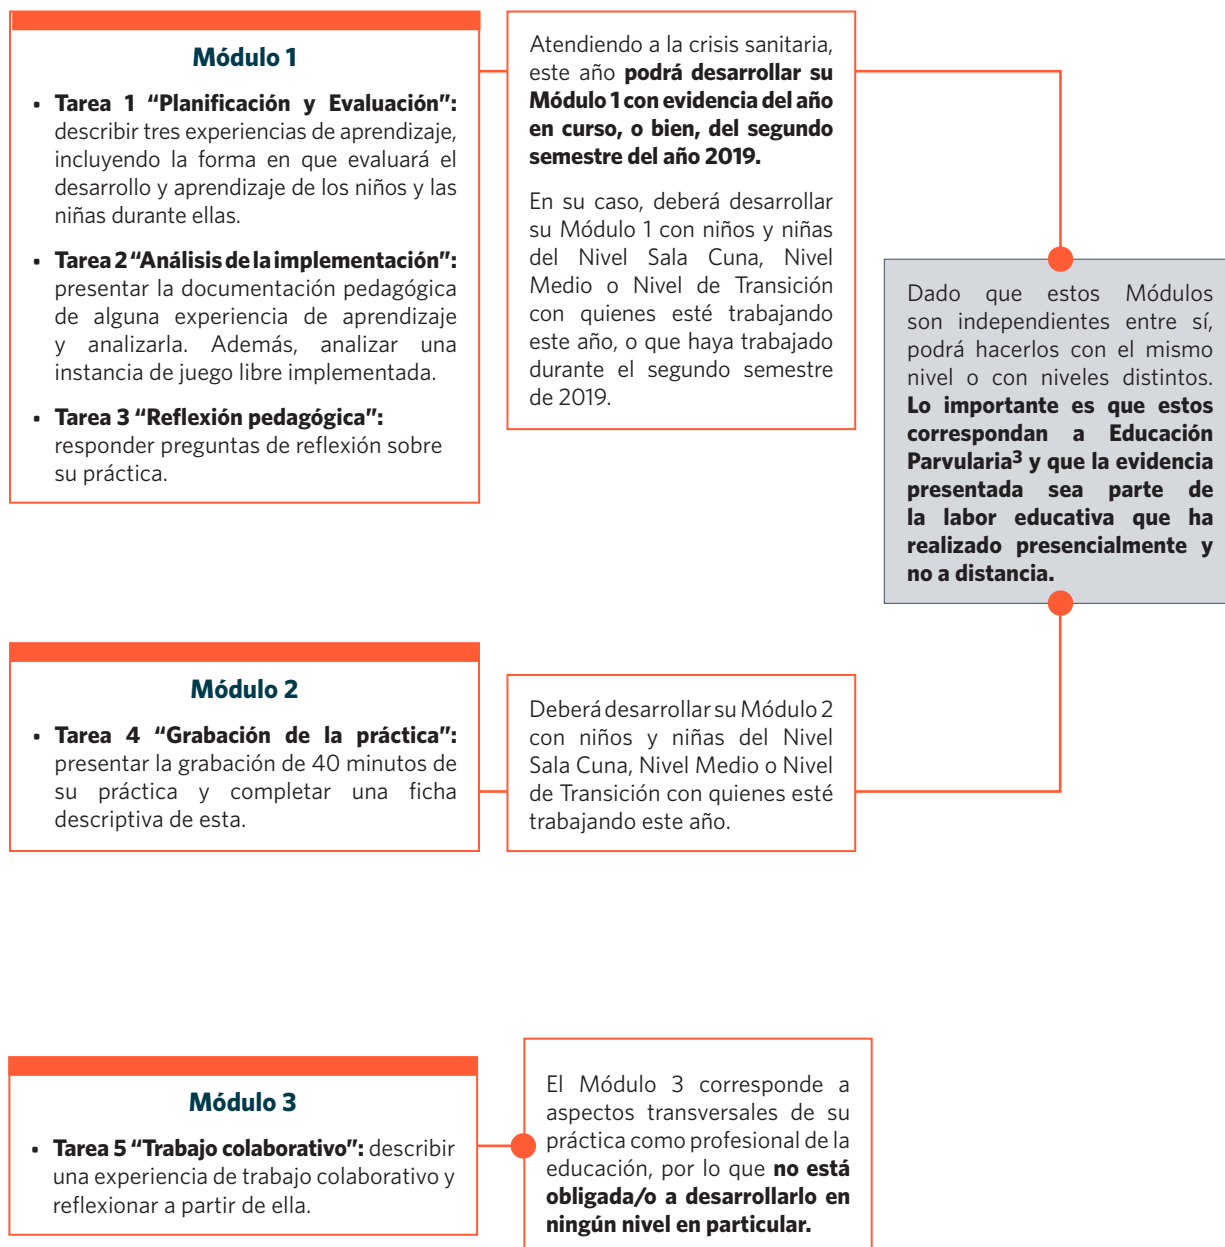 Módulo 1
• Tarea 1 “Planificación y Evaluación”:
describir tres experiencias de aprendizaje,
incluyendo la forma en que evaluará el
desarrollo y aprendizaje de los niños y las
niñas durante ellas.
• Tarea 2 “Análisis de la implementación”:
presentar la documentación pedagógica
de alguna experiencia de aprendizaje
y analizarla. Además, analizar una
instancia de juego libre implementada.
• Tarea 3 “Reflexión pedagógica”:
responder preguntas de reflexión sobre
su práctica.
Atendiendo a la crisis sanitaria,
este año podrá desarrollar su
Módulo 1 con evidencia del año
en curso, o bien, del segundo
semestre del año 2019.
En su caso, deberá desarrollar
su Módulo 1 con niños y niñas
del Nivel Sala Cuna, Nivel
Medio o Nivel de Transición
con quienes esté trabajando
este año, o que haya trabajado
durante el segundo semestre
de 2019.
Dado que estos Módulos
son independientes entre sí,
podrá hacerlos con el mismo
nivel o con niveles distintos.
Lo importante es que estos
correspondan a Educación
Parvularia3 y que la evidencia
presentada sea parte de
la labor educativa que ha
realizado presencialmente y
no a distancia.
Módulo 2
• Tarea 4 “Grabación de la práctica”:
presentar la grabación de 40 minutos de
su práctica y completar una ficha
descriptiva de esta.
Deberá desarrollar su Módulo 2
con niños y niñas del Nivel
Sala Cuna, Nivel Medio o Nivel
de Transición con quienes esté
trabajando este año.
Módulo 3
• Tarea 5 “Trabajo colaborativo”: describir
una experiencia de trabajo colaborativo y
reflexionar a partir de ella.
El Módulo 3 corresponde a
aspectos transversales de su
práctica como profesional de la
educación, por lo que no está
obligada/o a desarrollarlo en
ningún nivel en particular.